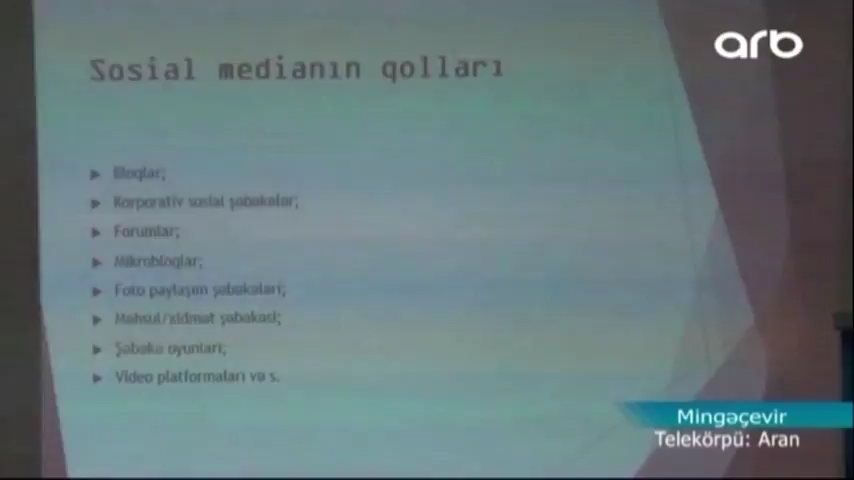 arb
Sosial medianın qolları
Bloqlar;
Korporativ sosial şəbəkələr;
Forumlar;
Mikrobloqlar;
Foto paylaşım şəbəkələri;
Məhsul/xidmət şəbəkəsi;
Şəbəkə oyunları;
Video platformaları və s.
Mingəçevir
Telekörpü: Aran